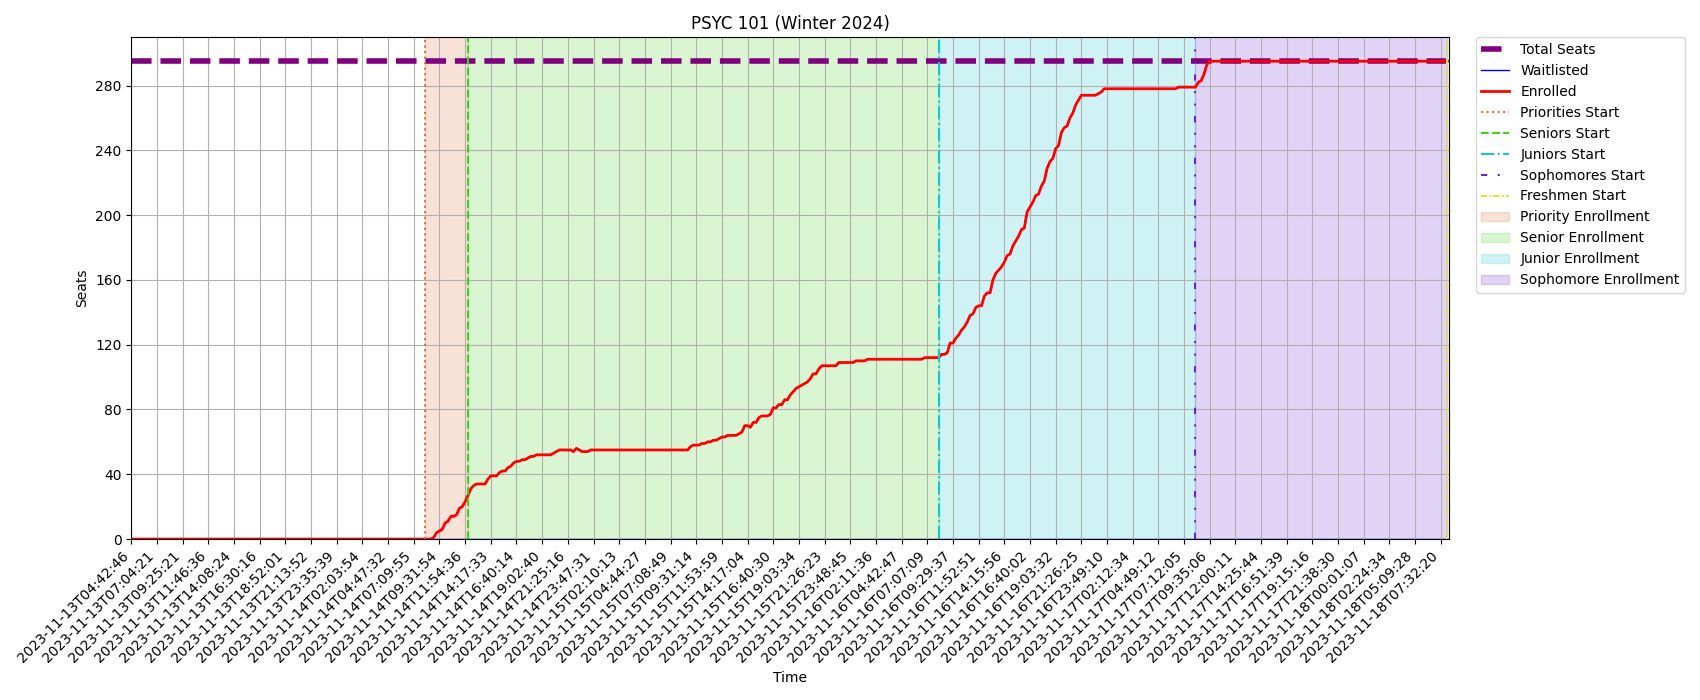 PSYC 101 (Winter 2024)
Seats
280
240
200
160
120
80
40
0
2023-11-13T04:42:46
2023-11-13T07:04:21
2023-11-13T09:25:21
2023-11-13T11:46:36
2023-11-13T14:08:24
2023-11-13T16:30:16
2023-11-13T18:52:01
2023-11-13T21:13:52
2023-11-13T23:35:39
2023-11-14T02:03:54
2023-11-14T04:47:32
2023-11-14T07:09:55
2023-11-14T09:31:54
2023-11-14T11:54:36
2023-11-14T14:17:33
2023-11-14T16:40:14
2023-11-14T19:02:40
2023-11-14T21:25:16
2023-11-14T23:47:31
2023-11-15T02:10:13
2023-11-15T04:44:27
2023-11-15T07:08:49
2023-11-15T09:31:14
2023-11-15T11:53:59
2023-11-15T14:17:04
2023-11-15T16:40:30
2023-11-15T19:03:34
2023-11-15T21:26:23
2023-11-15T23:48:45
2023-11-16T02:11:36
2023-11-16T04:42:47
2023-11-16T07:07:09
2023-11-16T09:29:37
2023-11-16T11:52:51
2023-11-16T14:15:56
2023-11-16T16:40:02
2023-11-16T19:03:32
2023-11-16T21:26:25
2023-11-16T23:49:10
2023-11-17T02:12:34
2023-11-17T04:49:12
2023-11-17T07:12:05
2023-11-17T09:35:06
2023-11-17T12:00:11
2023-11-17T14:25:44
2023-11-17T16:51:39
2023-11-17T19:15:16
2023-11-17T21:38:30
2023-11-18T00:01:07
2023-11-18T02:24:34
2023-11-18T05:09:28
2023-11-18T07:32:20
Time
Total Seats
Waitlisted
Enrolled
Priorities Start
Seniors Start
Juniors Start
Sophomores Start
Freshmen Start
Priority Enrollment
Senior Enrollment
Junior Enrollment
Sophomore Enrollment